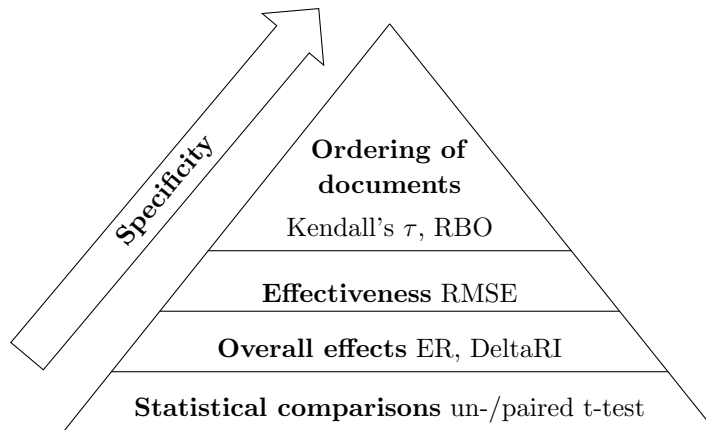 Specificity
Ordering of
documents
Kendall's τ, RBO
Effectiveness RMSE
Overall effects ER, DeltaRI
Statistical comparisons un-/paired t-test